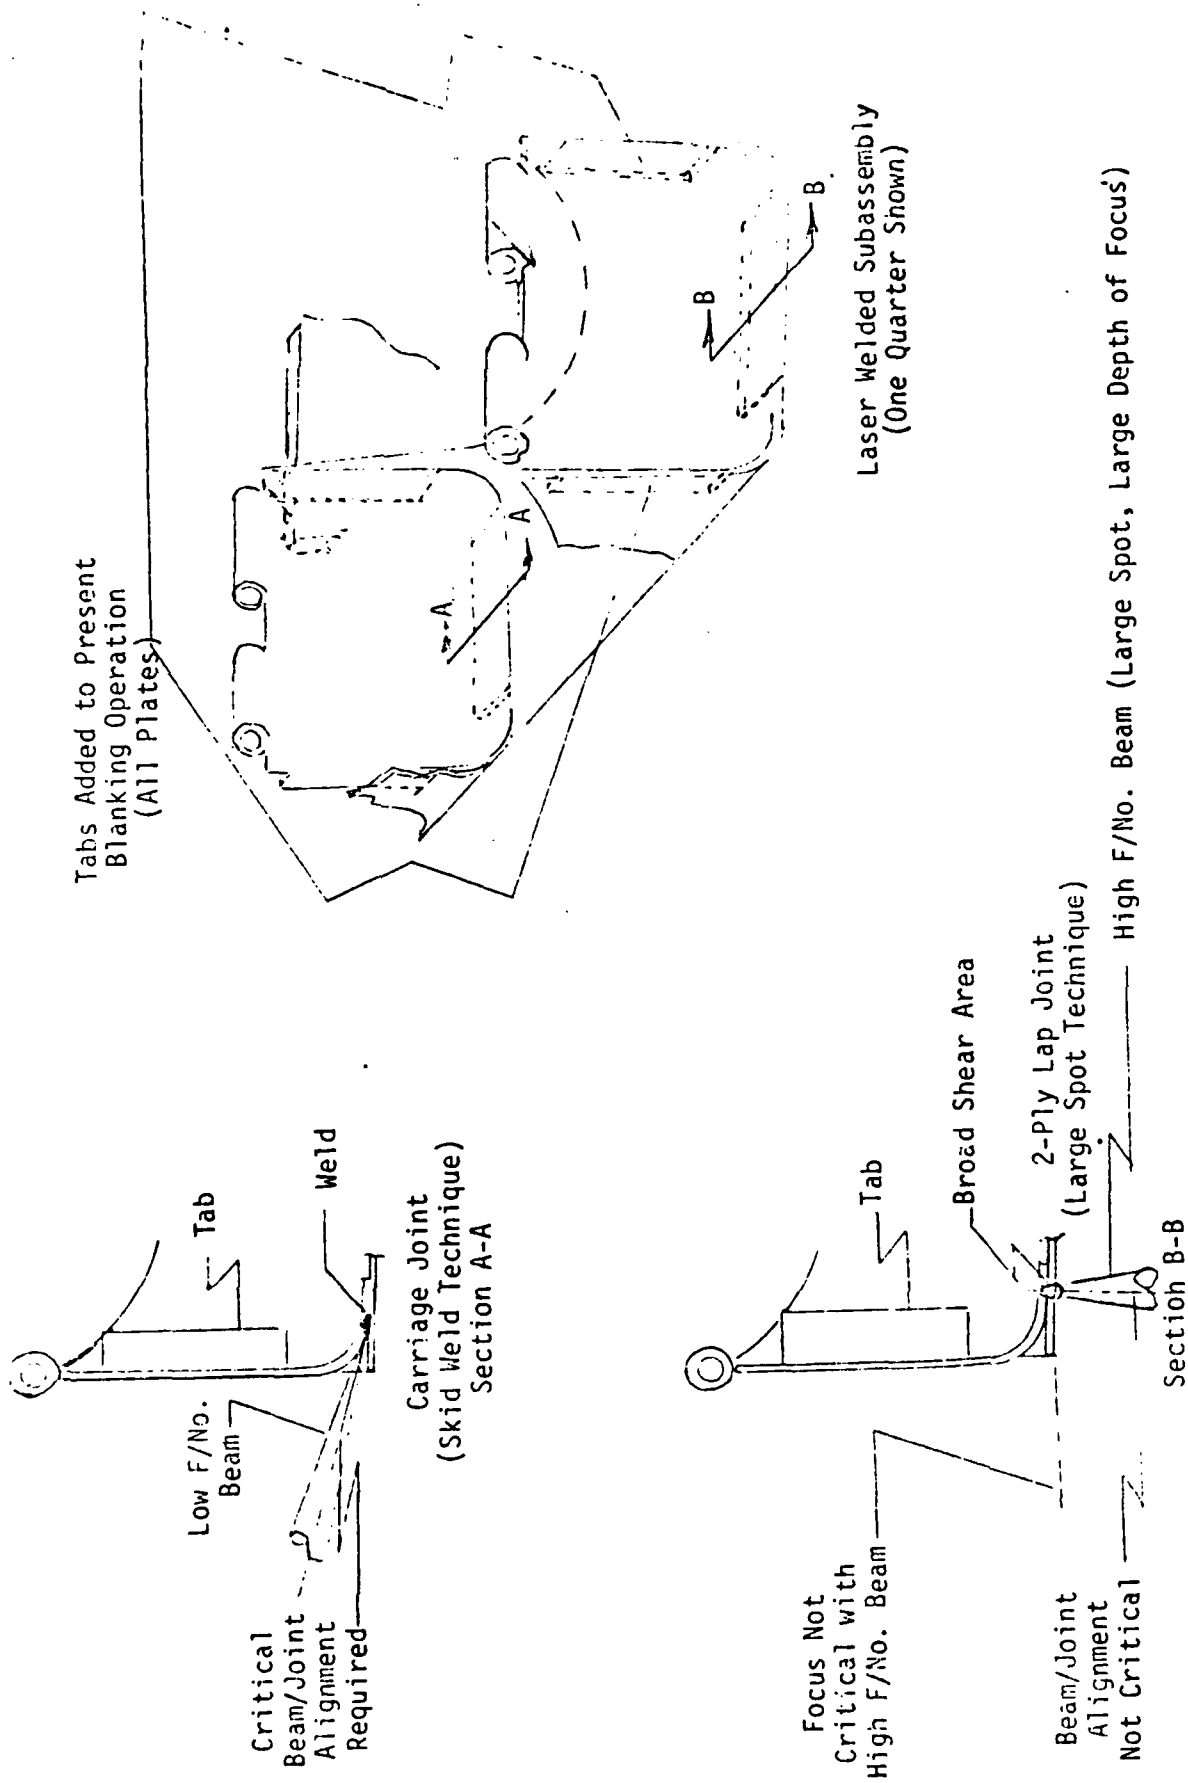 Tabs Added to Present
Blanking Operation
(All Plates)
A
A
B
B
Laser Welded Subassembly
(One Quarter Shown)
Low F/No.
Beam
Tab
Weld
Critical
Beam/Joint
Alignment
Required
Carriage Joint
(Skid Weld Technique)
Section A-A
Tab
Broad Shear Area
2-Ply Lap Joint
(Large Spot Technique)
High F/No. Beam (Large Spot, Large Depth of Focus)
Focus Not
Critical with
High F/No. Beam
Beam/Joint
Alignment
Not Critical
Section B-B